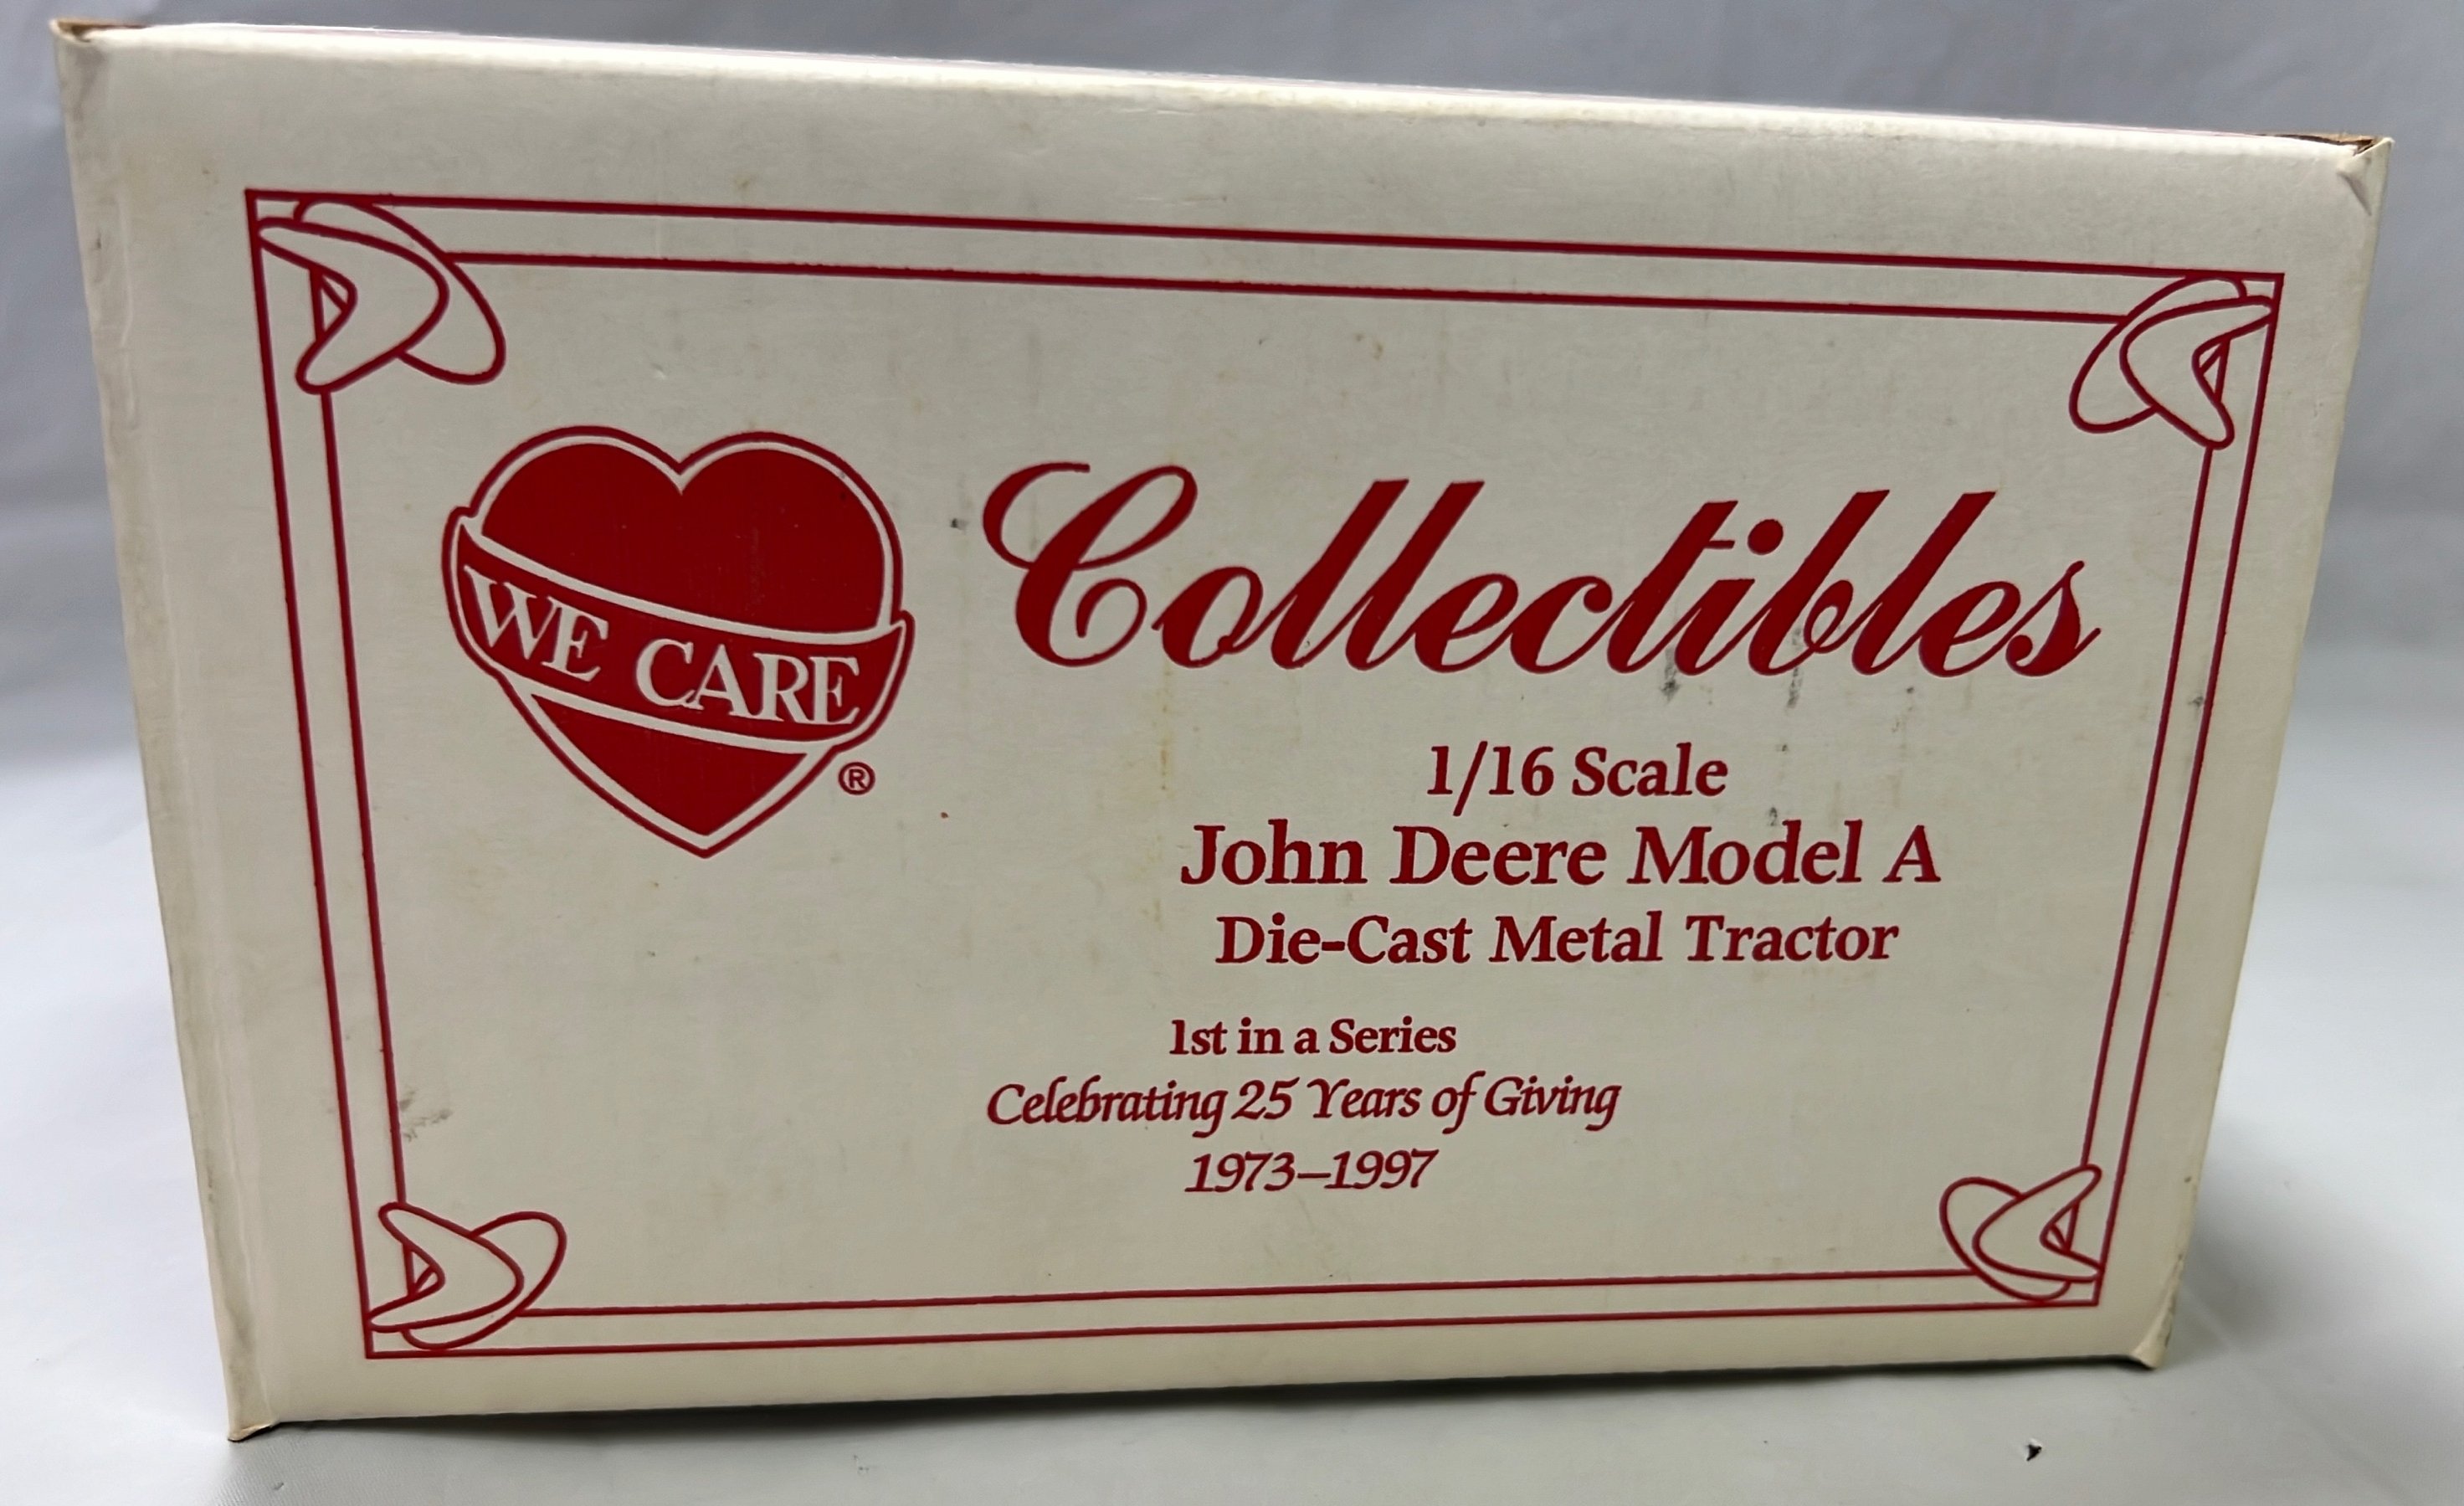 WE CARE
®
Collectibles
1/16 Scale
John Deere Model A
Die-Cast Metal Tractor
1st in a Series
Celebrating 25 Years of Giving
1973–1997